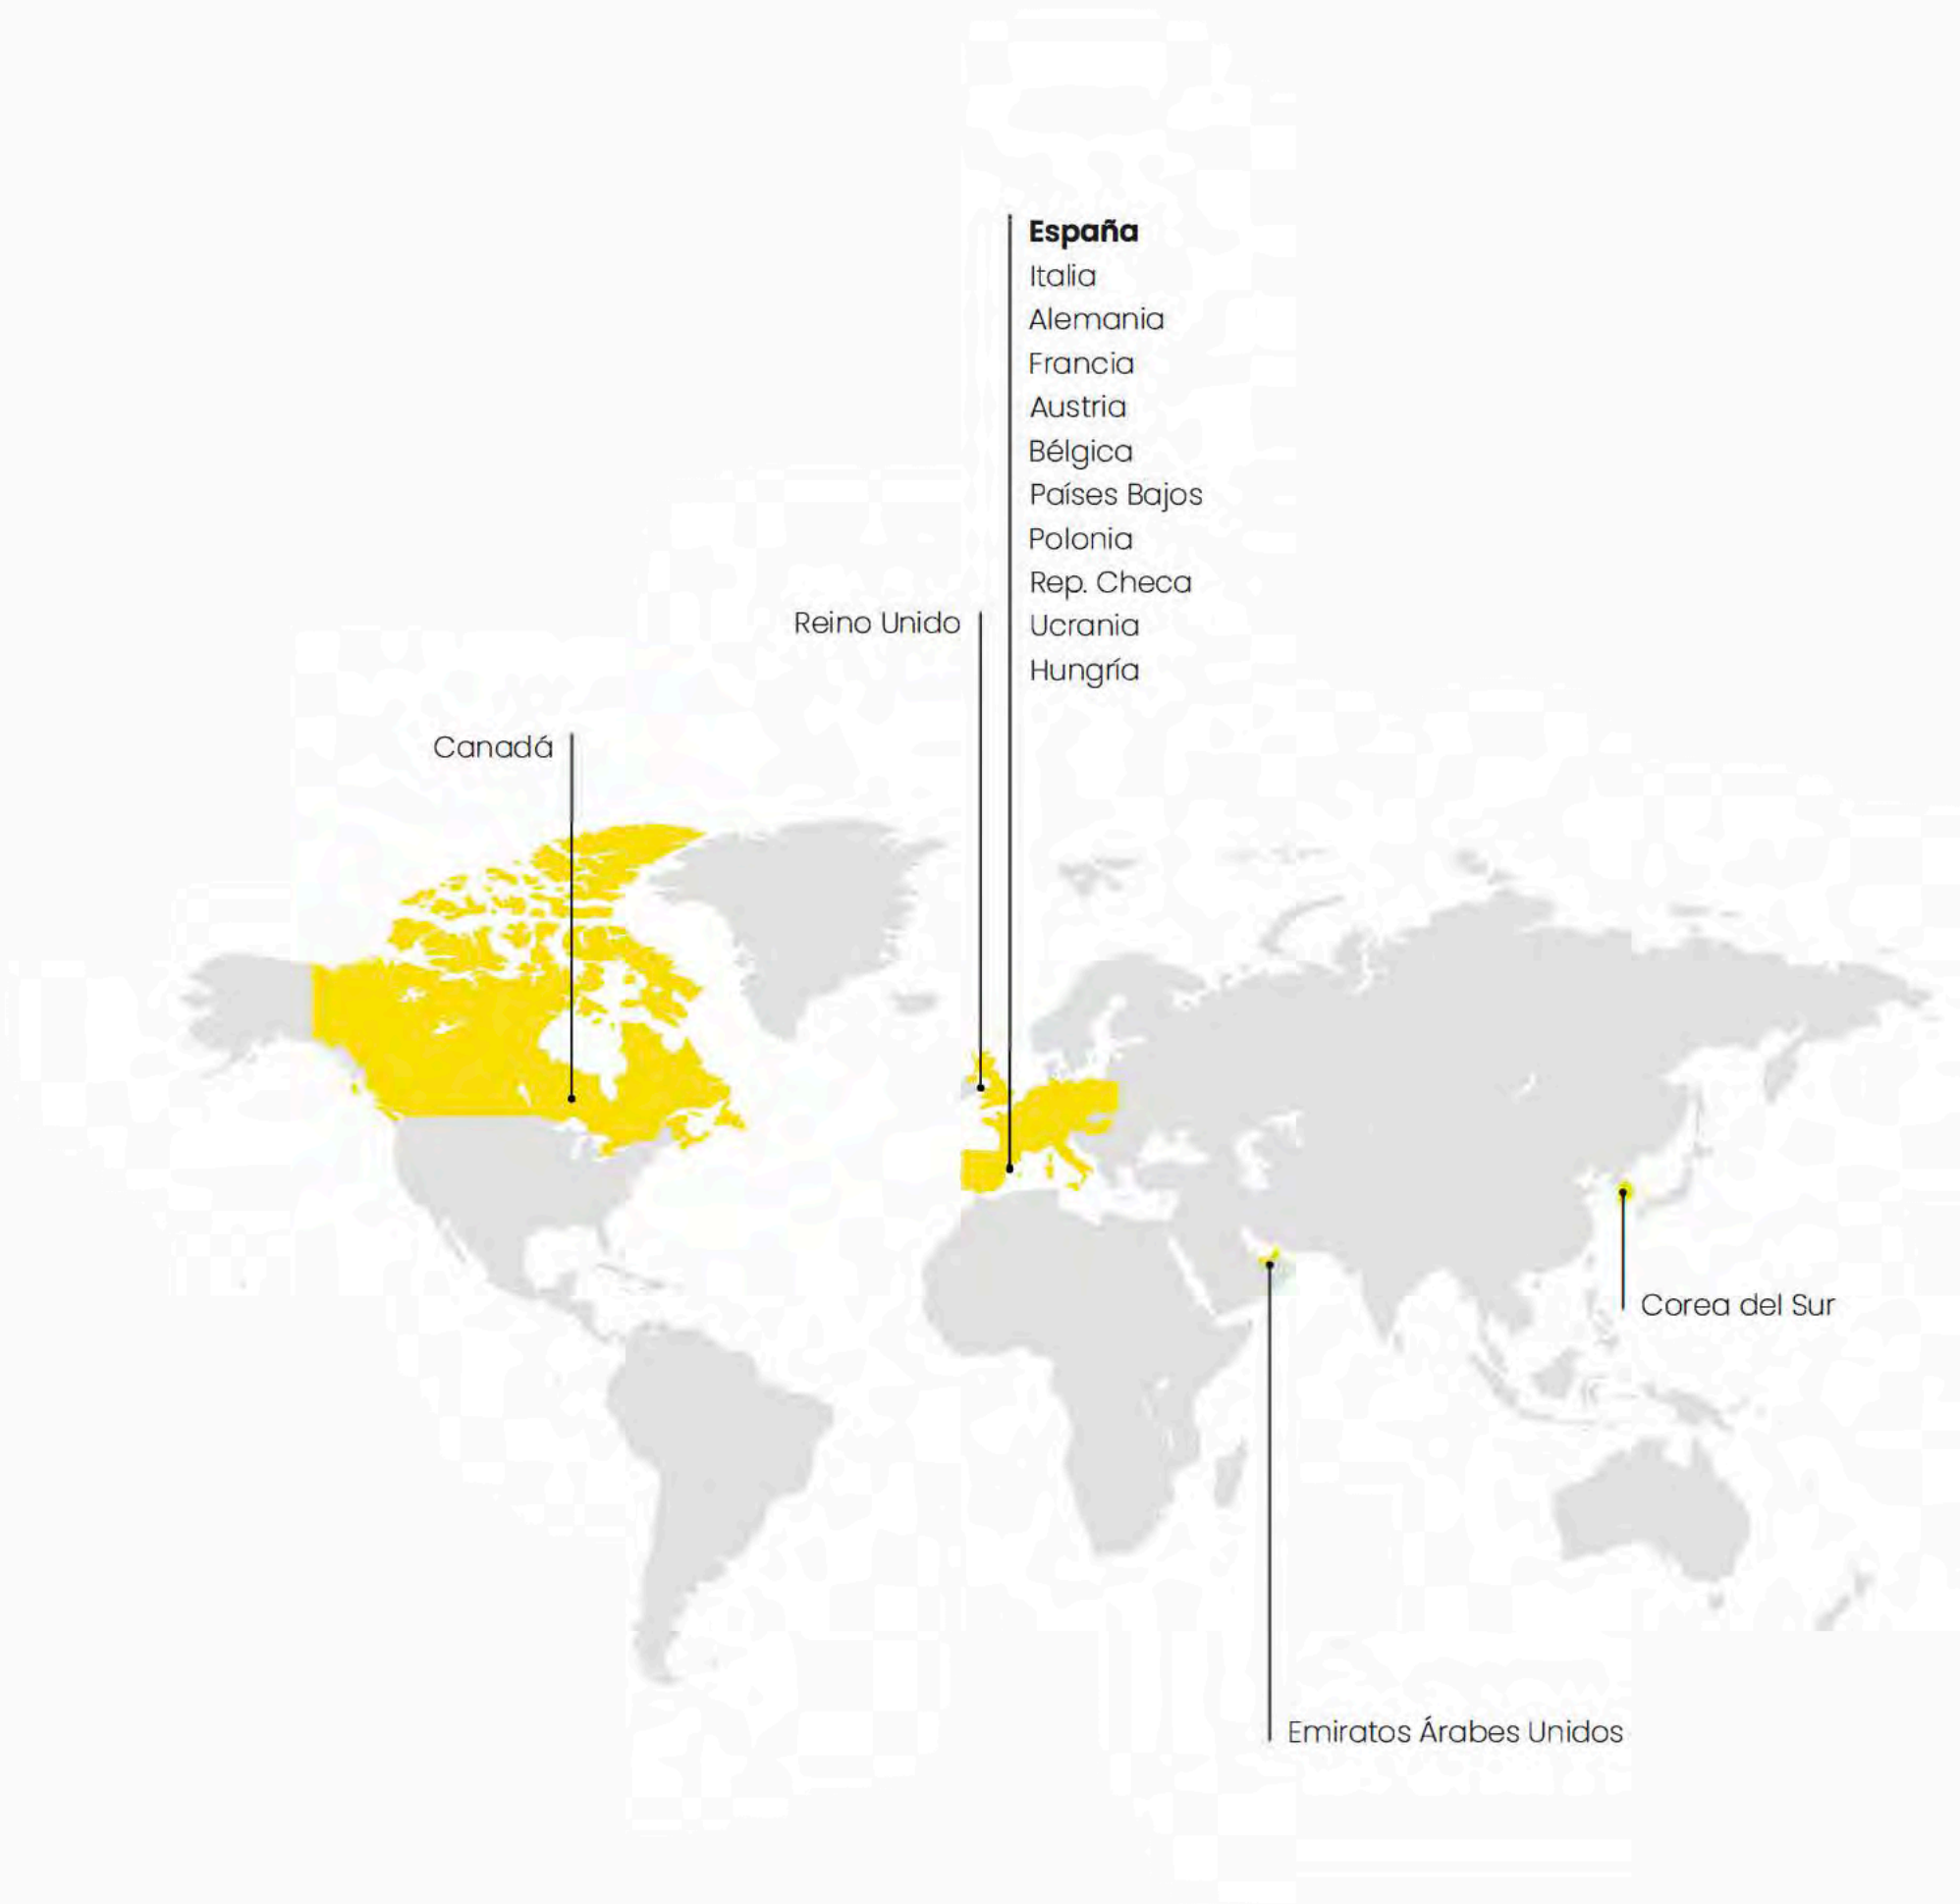 España
Italia
Alemania
Francia
Austria
Bélgica
Países Bajos
Polonia
Rep. Checa
Ucrania
Hungría
Reino Unido
Canadá
Corea del Sur
Emiratos Árabes Unidos